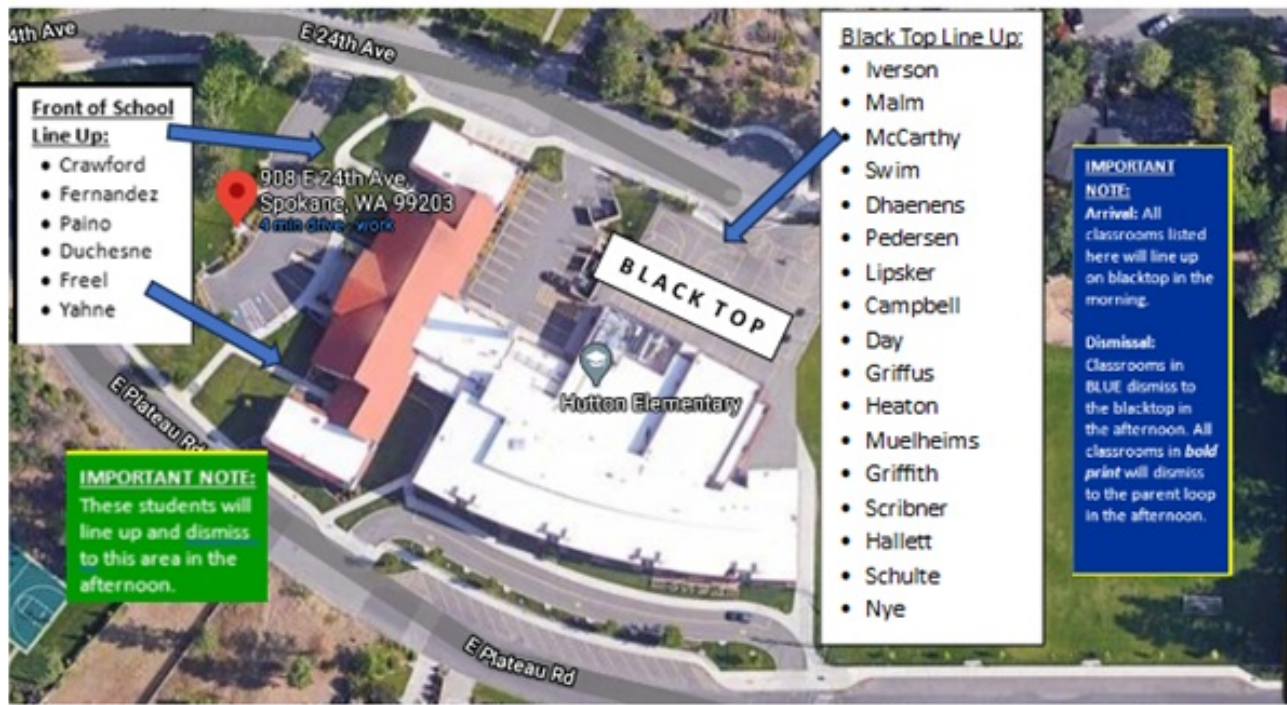 4th Ave
E 24th Ave
Front of School
Line Up:
• Crawford
• Fernandez
• Paino
• Duchesne
• Freel
• Yahne
908 E 24th Ave,
Spokane, WA 99203
4 min drive - work
BLACK TOP
Hutton Elementary
E Plateau Rd
E Plateau Rd
IMPORTANT NOTE:
These students will
line up and dismiss
to this area in the
afternoon.
Black Top Line Up:
• Iverson
• Malm
• McCarthy
• Swim
• Dhaenens
• Pedersen
• Lipsker
• Campbell
• Day
• Griffus
• Heaton
• Muelheims
• Griffith
• Scribner
• Hallett
• Schulte
• Nye
IMPORTANT
NOTE:
Arrival: All
classrooms listed
here will line up
on blacktop in the
morning.
Dismissal:
Classrooms in
BLUE dismiss to
the blacktop in
the afternoon. All
classrooms in bold
print will dismiss
to the parent loop
in the afternoon.